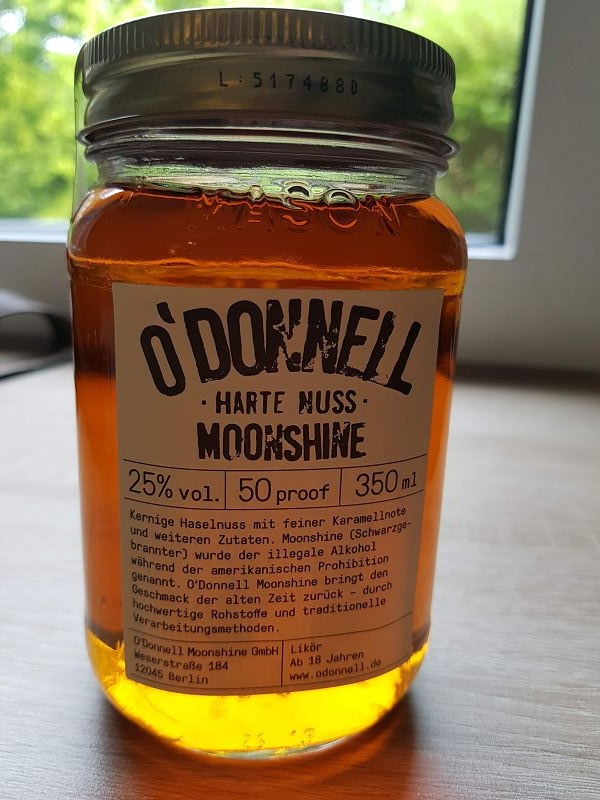 L:5174880
MASON
O'DONNELL
· HARTE NUSS ·
MOONSHINE
25% vol. 50 proof 350 ml
Kernige Haselnuss mit feiner Karamellnote
und weiteren Zutaten. Moonshine (Schwarzge-
brannter) wurde der illegale Alkohol
während der amerikanischen Prohibition
genannt. O'Donnell Moonshine bringt den
Geschmack der alten Zeit zurück – durch
hochwertige Rohstoffe und traditionelle
Verarbeitungsmethoden.
O'Donnell Moonshine GmbH
Weserstraße 184
12045 Berlin
Likör
Ab 18 Jahren
www.odonnell.de